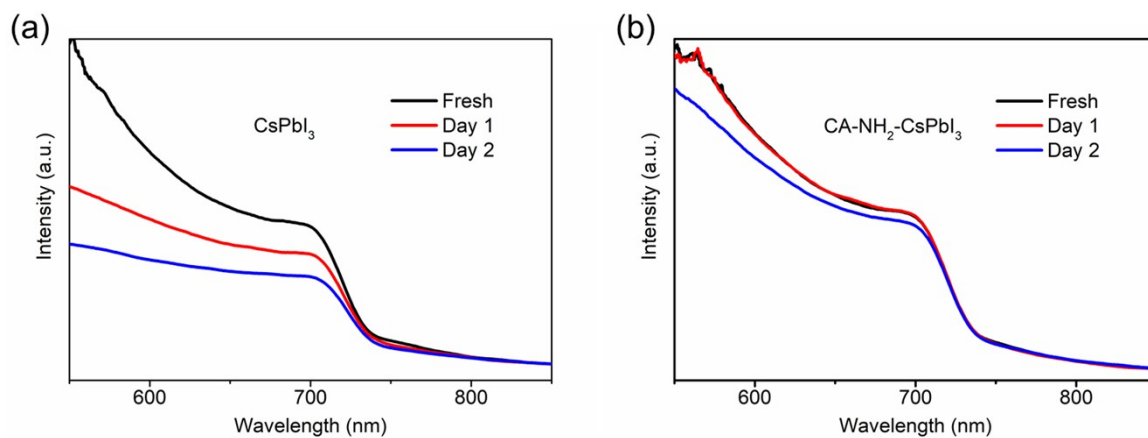 (a)
CsPbI3
Fresh
Day 1
Day 2
Intensity (a.u.)
600
700
800
Wavelength (nm)
(b)
CA-NH2-CsPbI3
Fresh
Day 1
Day 2
Intensity (a.u.)
600
700
800
Wavelength (nm)